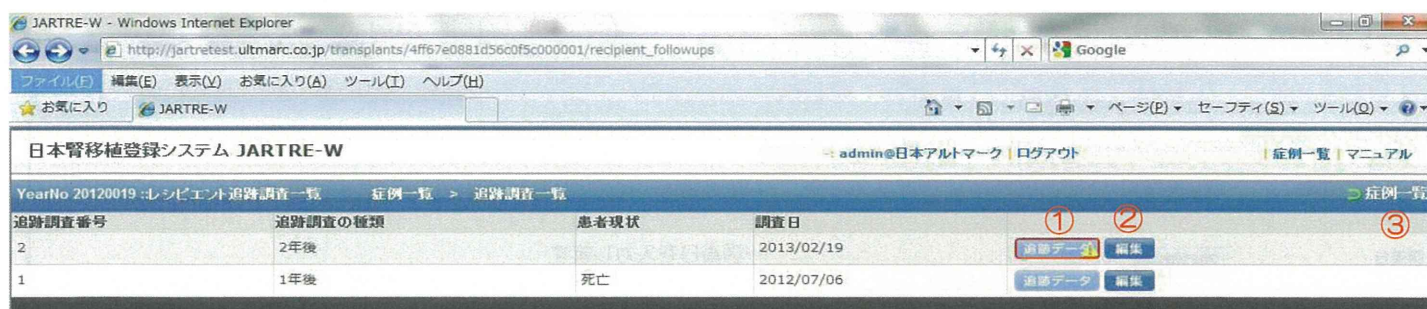 JARTRE-W - Windows Internet Explorer
http://jartretest.ultmarc.co.jp/transplants/4ff67e0881d56c0f5c000001/recipient_followups Google
ファイル(F) 編集(E) 表示(V) お気に入り(A) ツール(T) ヘルプ(H)
お気に入り JARTRE-W ページ(P) セーフティ(S) ツール(O)
日本腎移植登録システム JARTRE-W admin@日本アルトマーク | ログアウト | 症例一覧 | マニュアル
YearNo 20120019 ::レシピエント追跡調査一覧 症例一覧 > 追跡調査一覧 症例一覧
追跡調査番号 追跡調査の種類 患者現状 調査日 ① ② ③
2 2年後 2013/02/19 追跡データ 編集
1 1年後 死亡 2012/07/06 追跡データ 編集